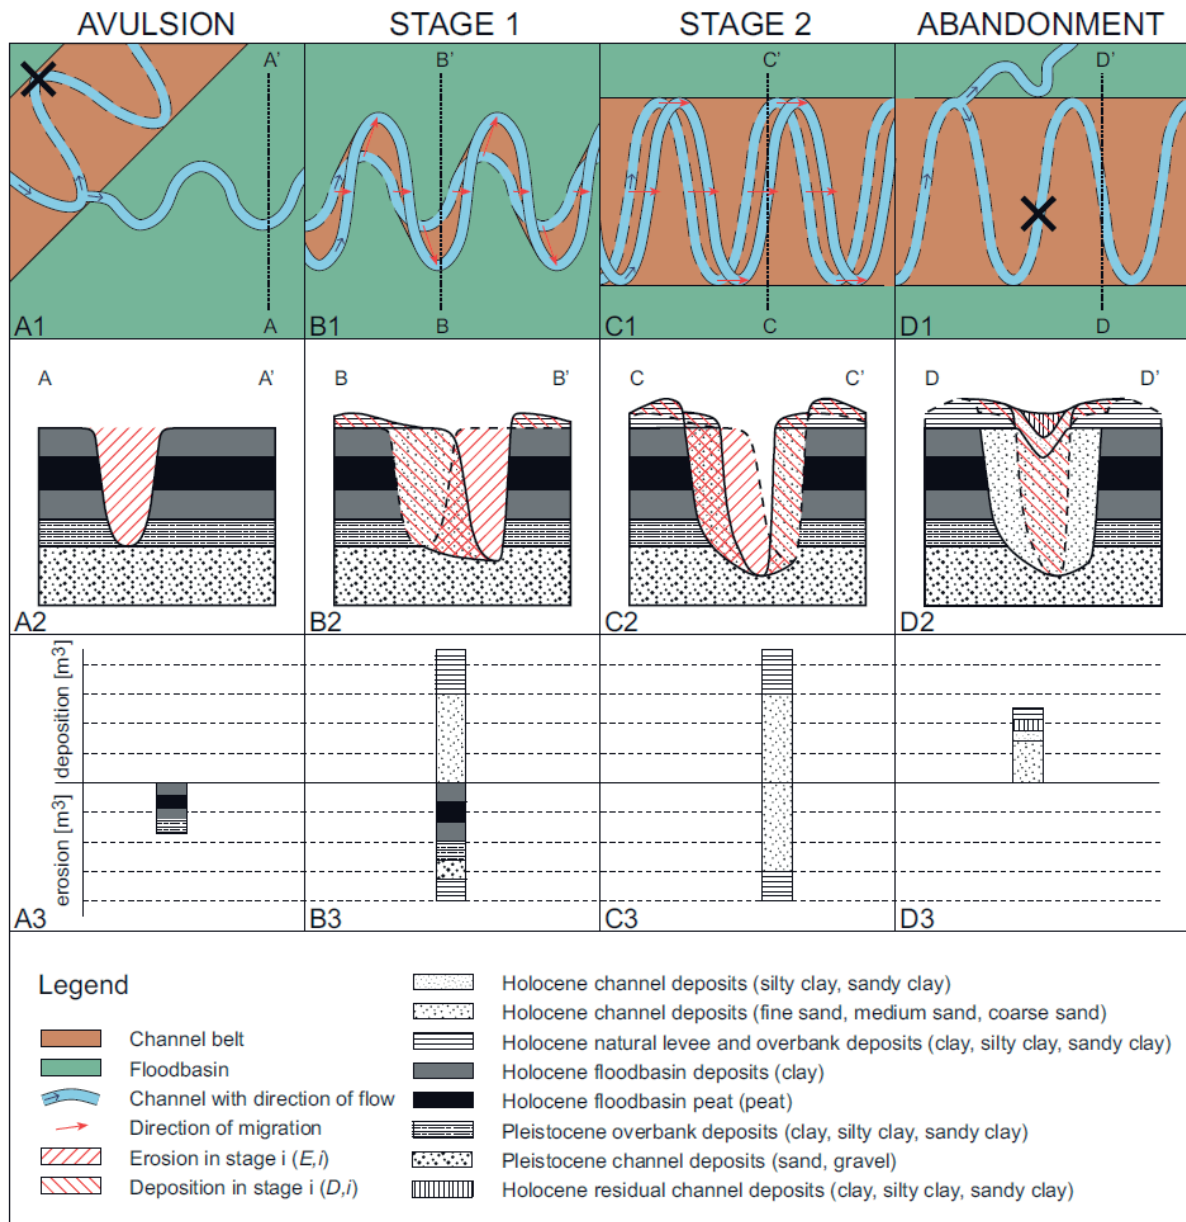 AVULSION STAGE 1 STAGE 2 ABANDONMENT
A' B' C' D'
A B C D
A1 B1 C1 D1
A A' B B' C C' D D'
A2 B2 C2 D2
deposition [m³]
erosion [m³]
A3 B3 C3 D3
Legend
Channel belt
Floodbasin
Channel with direction of flow
Direction of migration
Erosion in stage i (E,i)
Deposition in stage i (D,i)
Holocene channel deposits (silty clay, sandy clay)
Holocene channel deposits (fine sand, medium sand, coarse sand)
Holocene natural levee and overbank deposits (clay, silty clay, sandy clay)
Holocene floodbasin deposits (clay)
Holocene floodbasin peat (peat)
Pleistocene overbank deposits (clay, silty clay, sandy clay)
Pleistocene channel deposits (sand, gravel)
Holocene residual channel deposits (clay, silty clay, sandy clay)